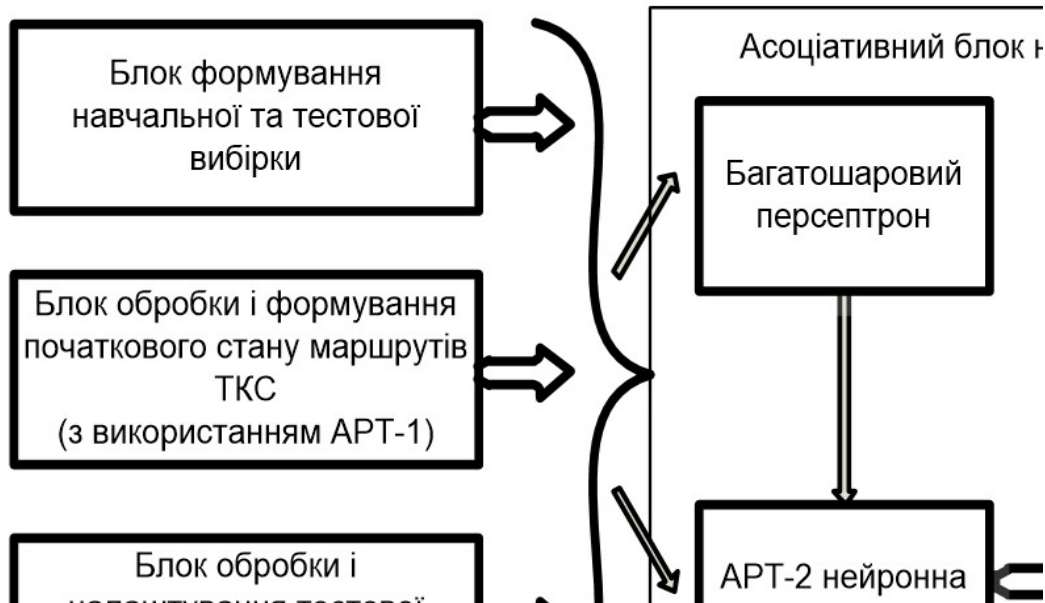 Блок формування
навчальної та тестової
вибірки
Блок обробки і формування
початкового стану маршрутів
ТКС
(з використанням АРТ-1)
Блок обробки і
Асоціативний блок н
Багатошаровий
персептрон
АРТ-2 нейронна